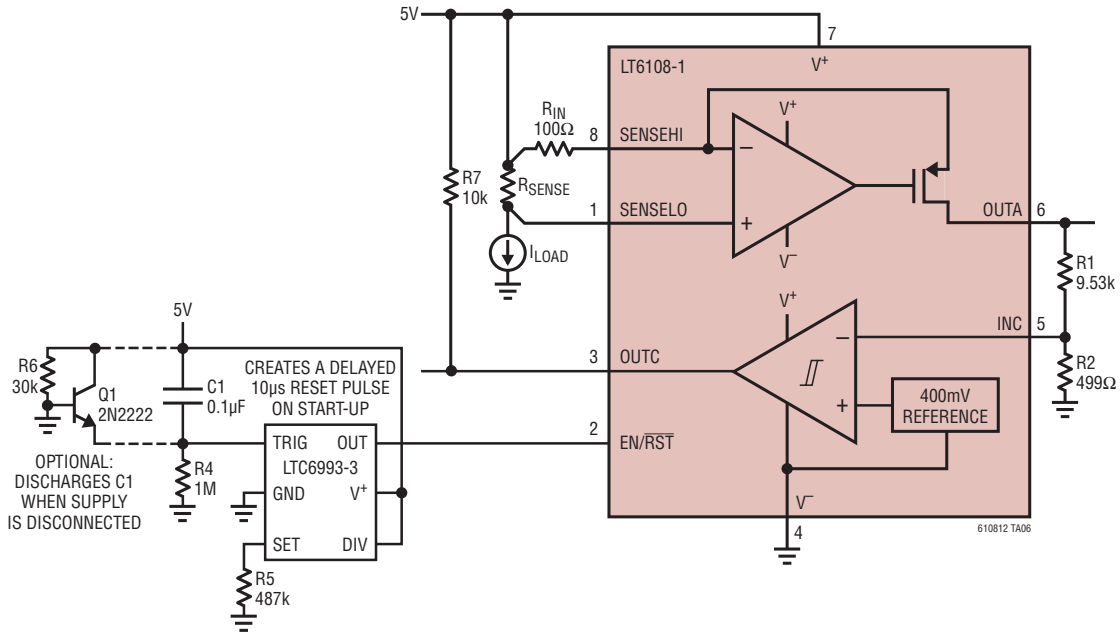 5V
7
V+
LT6108-1
RIN
100Ω
8
SENSEHI
V+
−
R7
10k
RSENSE
1
SENSELO
+
V−
OUTA
6
ILOAD
R1
9.53k
V+
INC
5
−
R2
499Ω
3
OUTC
400mV
REFERENCE
+
5V
R6
30k
Q1
2N2222
C1
0.1µF
CREATES A DELAYED
10µs RESET PULSE
ON START-UP
2
EN/RST
TRIG
OUT
LTC6993-3
GND
V+
SET
DIV
OPTIONAL:
DISCHARGES C1
WHEN SUPPLY
IS DISCONNECTED
R4
1M
R5
487k
V−
4
610812 TA06